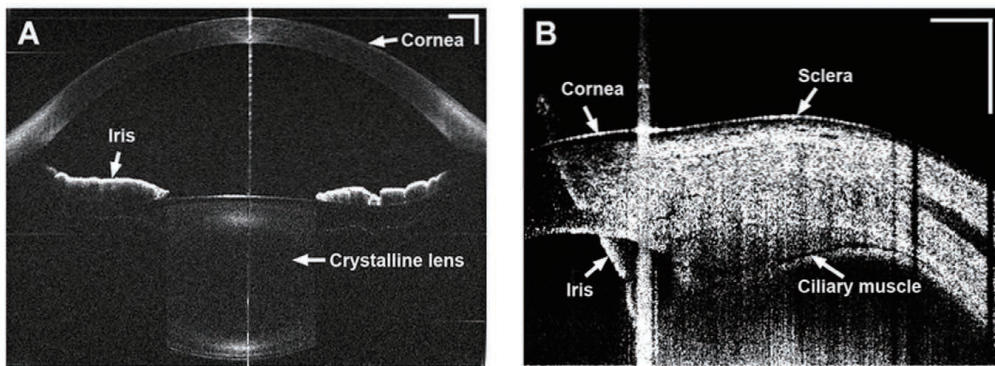 A
Cornea
Iris
Crystalline lens
B
Sclera
Cornea
Iris
Ciliary muscle